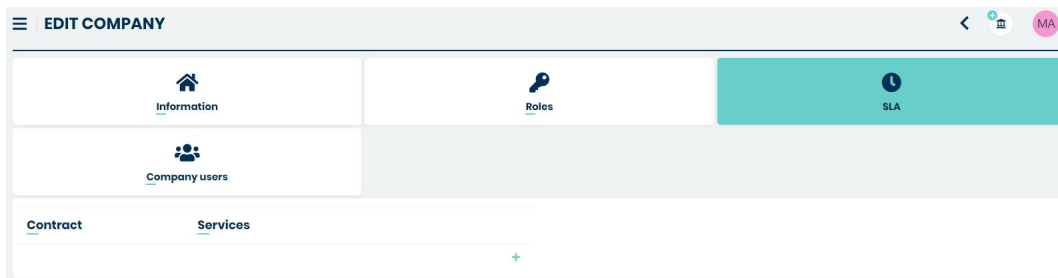 EDIT COMPANY
MA
Information
Roles
SLA
Company users
Contract Services
+